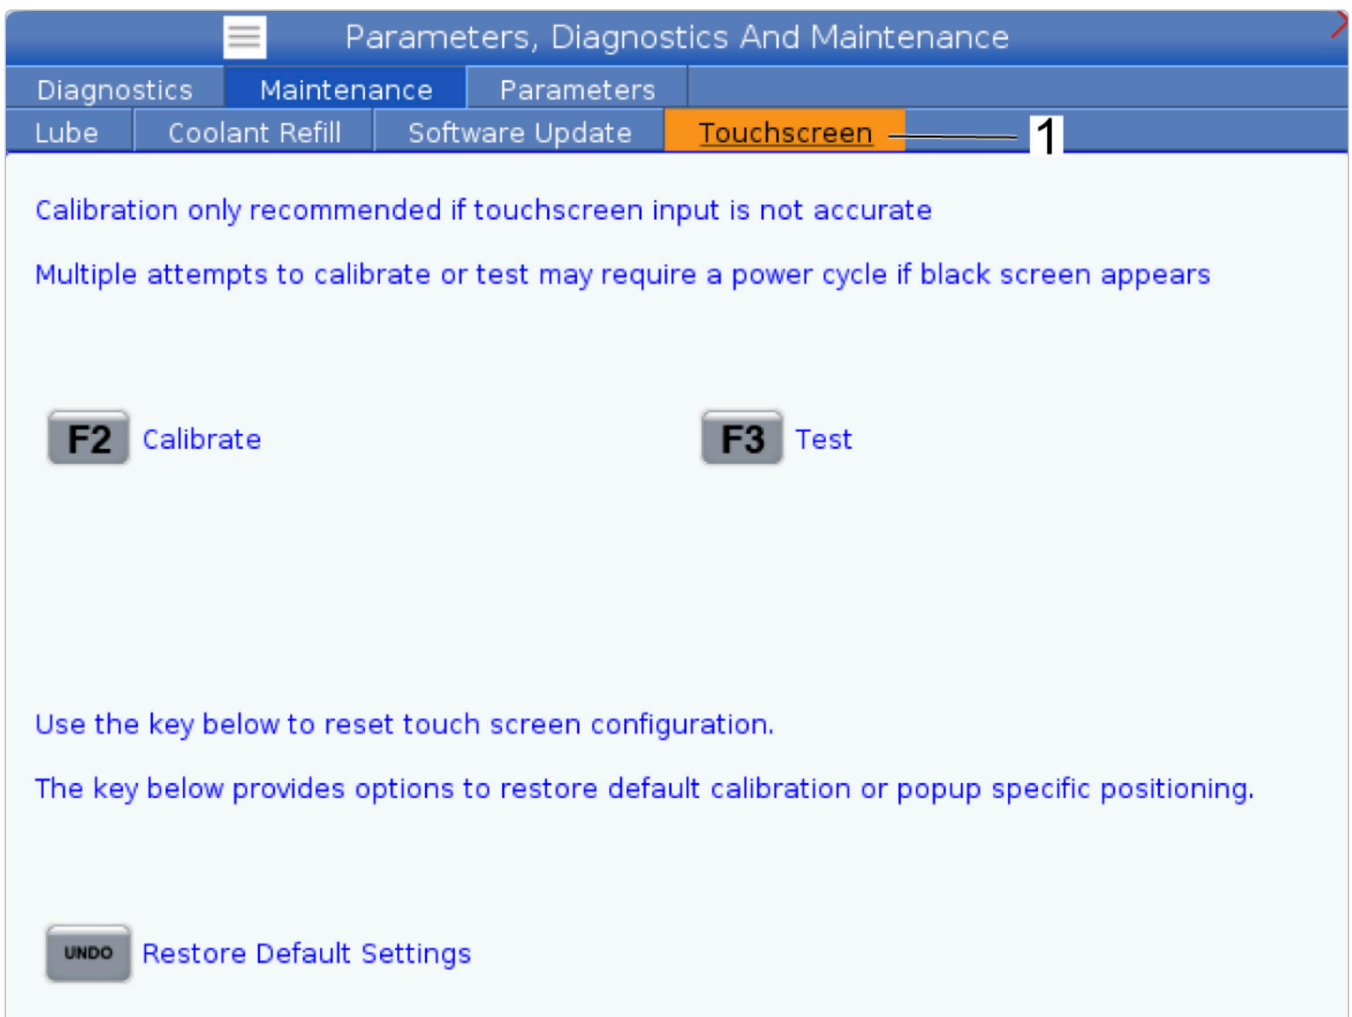 Parameters, Diagnostics And Maintenance
Diagnostics Maintenance Parameters
Lube Coolant Refill Software Update Touchscreen 1
Calibration only recommended if touchscreen input is not accurate
Multiple attempts to calibrate or test may require a power cycle if black screen appears
F2 Calibrate F3 Test
Use the key below to reset touch screen configuration.
The key below provides options to restore default calibration or popup specific positioning.
UNDO Restore Default Settings